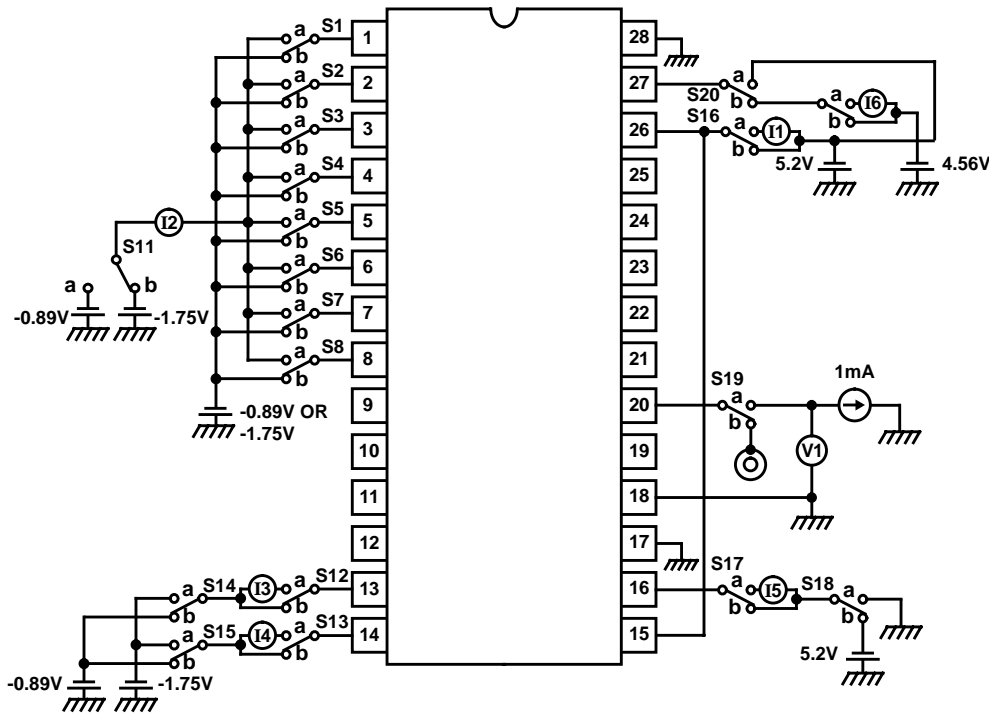 a S1 1
b
a S2 2
b
a S3 3
b
a S4 4
b
a S5 5
b
a S6 6
b
a S7 7
b
a S8 8
b
I2
S11
a b
-0.89V -1.75V
-0.89V OR
-1.75V
9
10
11
12
a S14 I3 a S12 13
b b
a S15 I4 a S13 14
b b
-0.89V -1.75V
28
27 a
S20 b a I6
b
26 S16 a I1
b
5.2V 4.56V
25
24
23
22
21
20 S19 a 1mA
b
V1
19
18
17
16 S17 a I5 S18 a
b b
5.2V
15